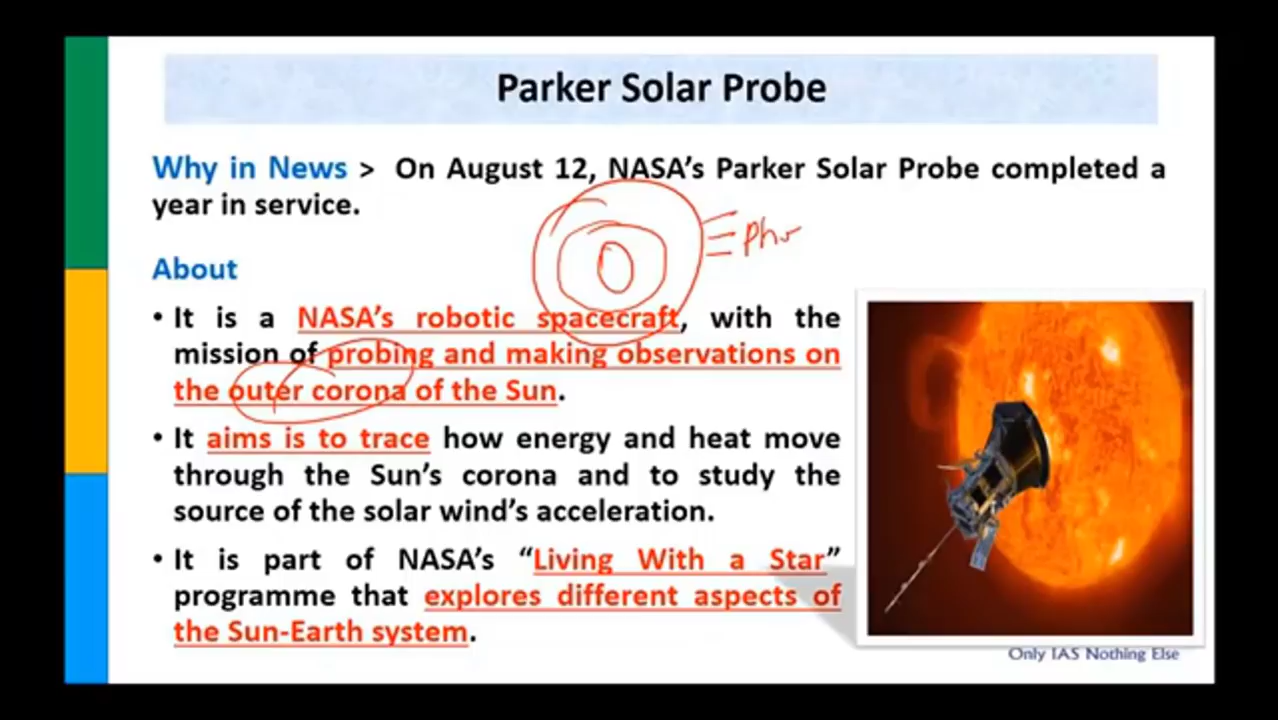 Parker Solar Probe
Why in News > On August 12, NASA's Parker Solar Probe completed a
year in service.
About
• It is a NASA's robotic spacecraft, with the
mission of probing and making observations on
the outer corona of the Sun.
• It aims is to trace how energy and heat move
through the Sun's corona and to study the
source of the solar wind's acceleration.
• It is part of NASA's “Living With a Star”
programme that explores different aspects of
the Sun-Earth system.
Only IAS Nothing Else